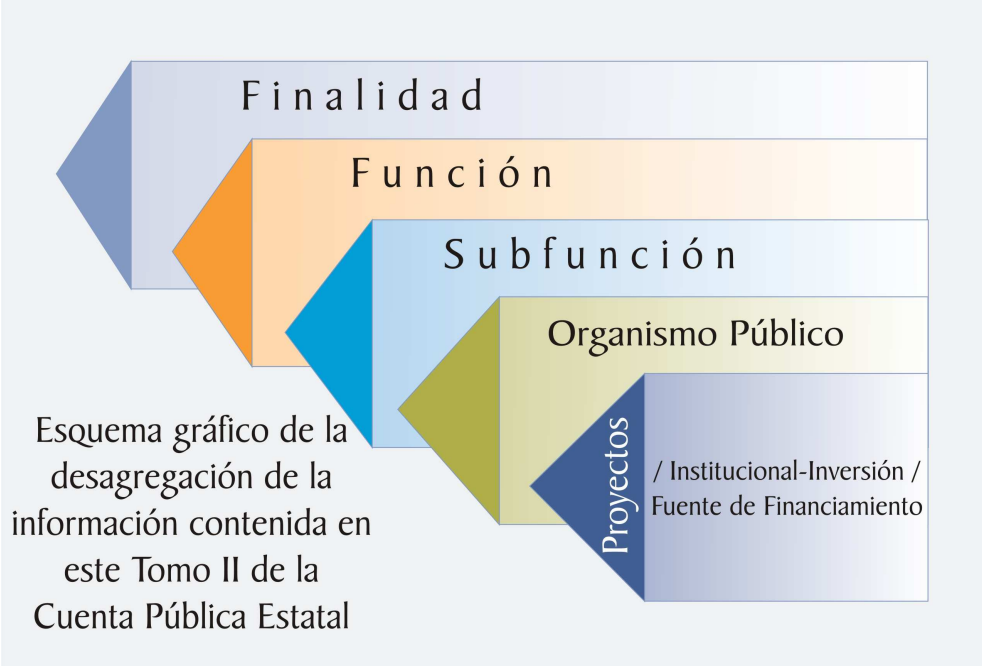 Finalidad
Función
Subfunción
Organismo Público
Proyectos
/ Institucional-Inversión /
Fuente de Financiamiento
Esquema gráfico de la
desagregación de la
información contenida en
este Tomo II de la
Cuenta Pública Estatal